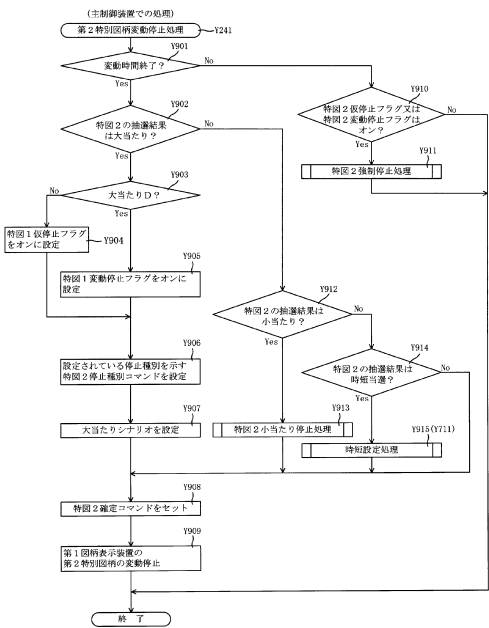 (主制御装置での処理)
第2特別図柄変動停止処理
Y241
Y901
変動時間終了?
No
Yes
Y902
特図2の抽選結果
は大当たり?
No
Yes
Y903
大当たりD?
No
Yes
特図1仮停止フラグ
をオンに設定
Y904
Y905
特図1変動停止フラグをオンに
設定
Y906
設定されている停止種別を示す
特図2停止種別コマンドを設定
Y907
大当たりシナリオを設定
Y908
特図2確定コマンドをセット
Y909
第1図柄表示装置の
第2特別図柄の変動停止
終 了
Y910
特図2仮停止フラグ又は
特図2変動停止フラグは
オン?
No
Yes
Y911
特図2強制停止処理
Y912
特図2の抽選結果は
小当たり?
No
Yes
Y913
特図2小当たり停止処理
Y914
特図2の抽選結果は
時短当選?
No
Yes
Y915(Y711)
時短設定処理